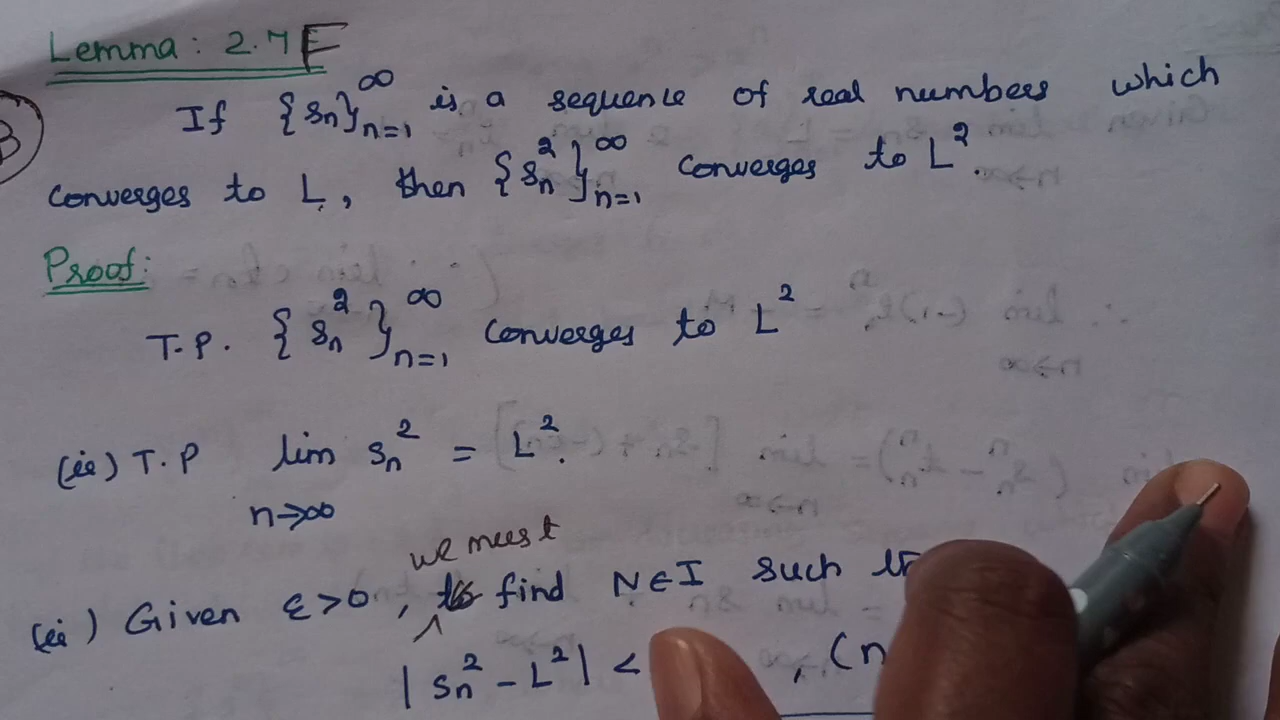 Lemma: 2.7F
If {sn}∞n=1 is a sequence of real numbers which
converges to L, then {sn²}∞n=1 converges to L².
Proof:
T.P. {sn²}∞n=1 converges to L²
(ie) T.P lim sn² = L².
n→∞
we must
(ie) Given ε>0, find N∈I such
|sn² - L²| < , (n